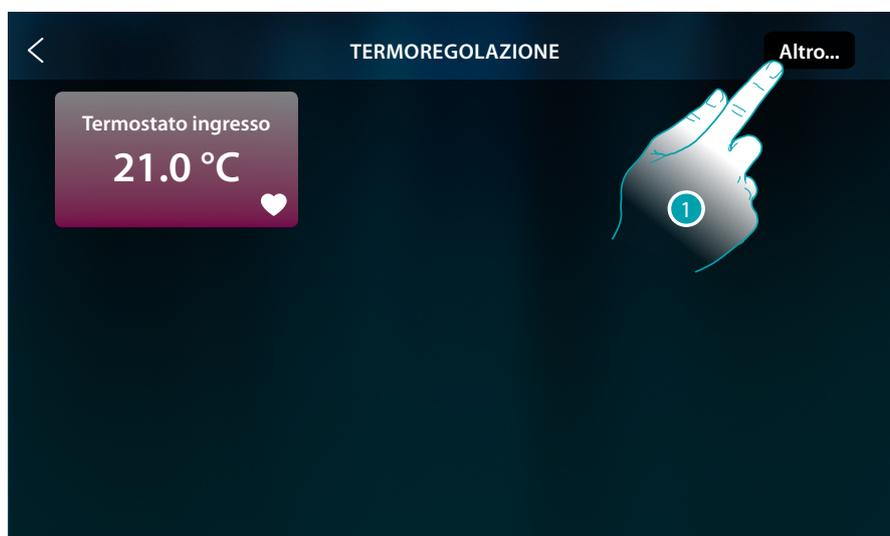 TERMOREGOLAZIONE
Altro...
Termostato ingresso
21.0 °C
1